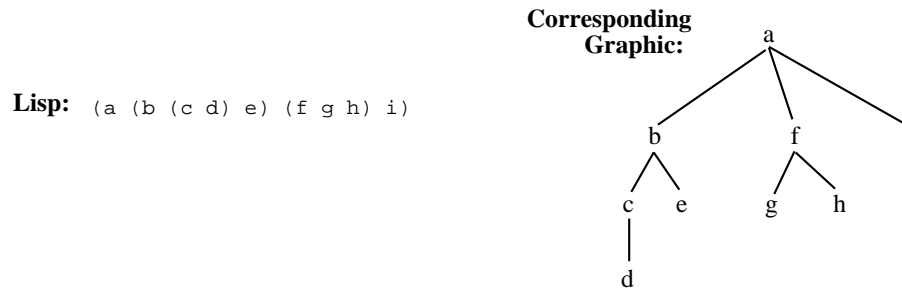 Corresponding
Graphic:
Lisp: (a (b (c d) e) (f g h) i)
a
b f
c e g h
d